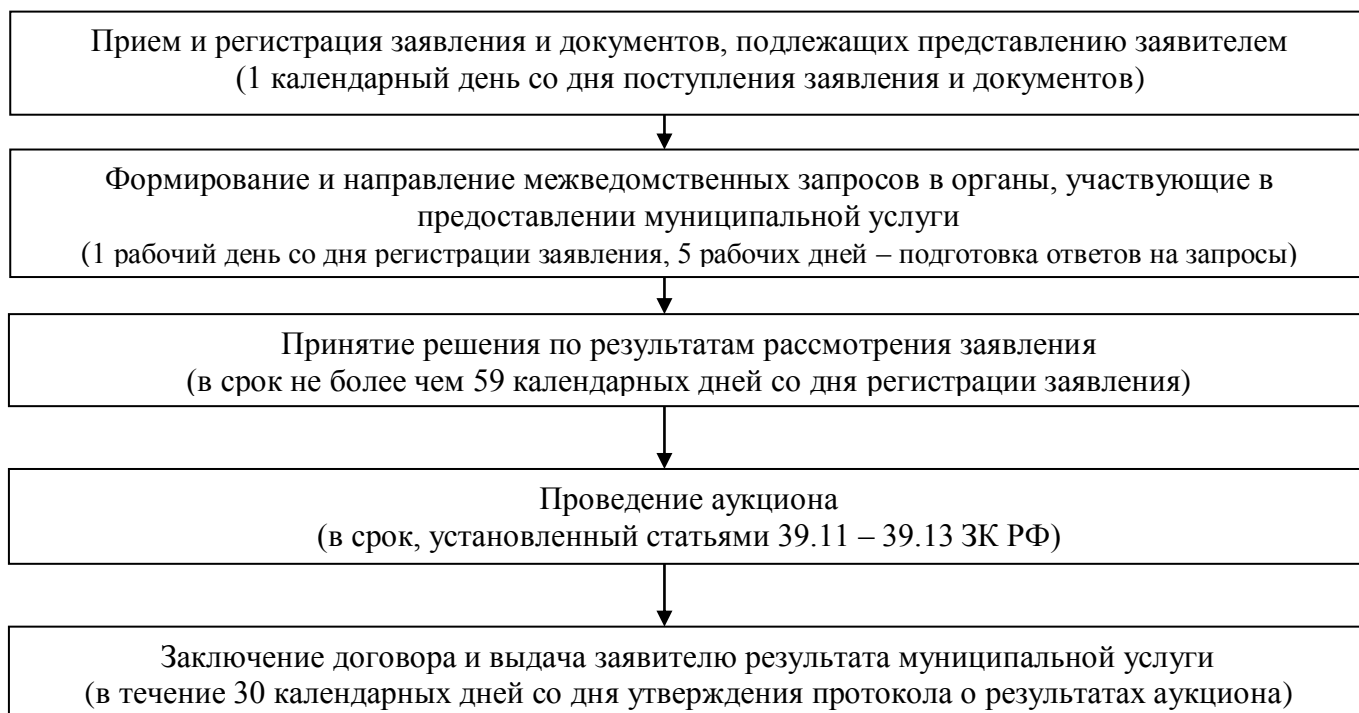 Прием и регистрация заявления и документов, подлежащих представлению заявителем
(1 календарный день со дня поступления заявления и документов)
Формирование и направление межведомственных запросов в органы, участвующие в
предоставлении муниципальной услуги
(1 рабочий день со дня регистрации заявления, 5 рабочих дней – подготовка ответов на запросы)
Принятие решения по результатам рассмотрения заявления
(в срок не более чем 59 календарных дней со дня регистрации заявления)
Проведение аукциона
(в срок, установленный статьями 39.11 – 39.13 ЗК РФ)
Заключение договора и выдача заявителю результата муниципальной услуги
(в течение 30 календарных дней со дня утверждения протокола о результатах аукциона)